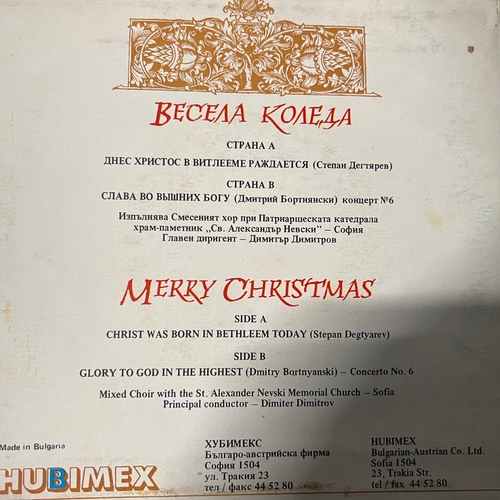 ВЕСЕЛА КОЛЕДА
СТРАНА А
ДНЕС ХРИСТОС В ВИТЛЕЕМЕ РАЖДАЕТСЯ (Степан Дегтярев)
СТРАНА В
СЛАВА ВО ВЫШНИХ БОГУ (Дмитрий Бортнянски) концерт №6
Изпълнява Смесеният хор при Патриаршеската катедрала
храм-паметник „Св. Александър Невски" – София
Главен диригент – Димитър Димитров
MERRY CHRISTMAS
SIDE A
CHRIST WAS BORN IN BETHLEEM TODAY (Stepan Degtyarev)
SIDE B
GLORY TO GOD IN THE HIGHEST (Dmitry Bortnyanski) – Concerto No. 6
Mixed Choir with the St. Alexander Nevski Memorial Church – Sofia
Principal conductor – Dimiter Dimitrov
Made in Bulgaria
HUBIMEX
ХУБИМЕКС
Българо-австрийска фирма
София 1504
ул. Тракия 23
тел / факс 44 52 80
HUBIMEX
Bulgarian-Austrian Co. Ltd.
Sofia 1504
23, Trakia Str.
tel / fax 44 52 80